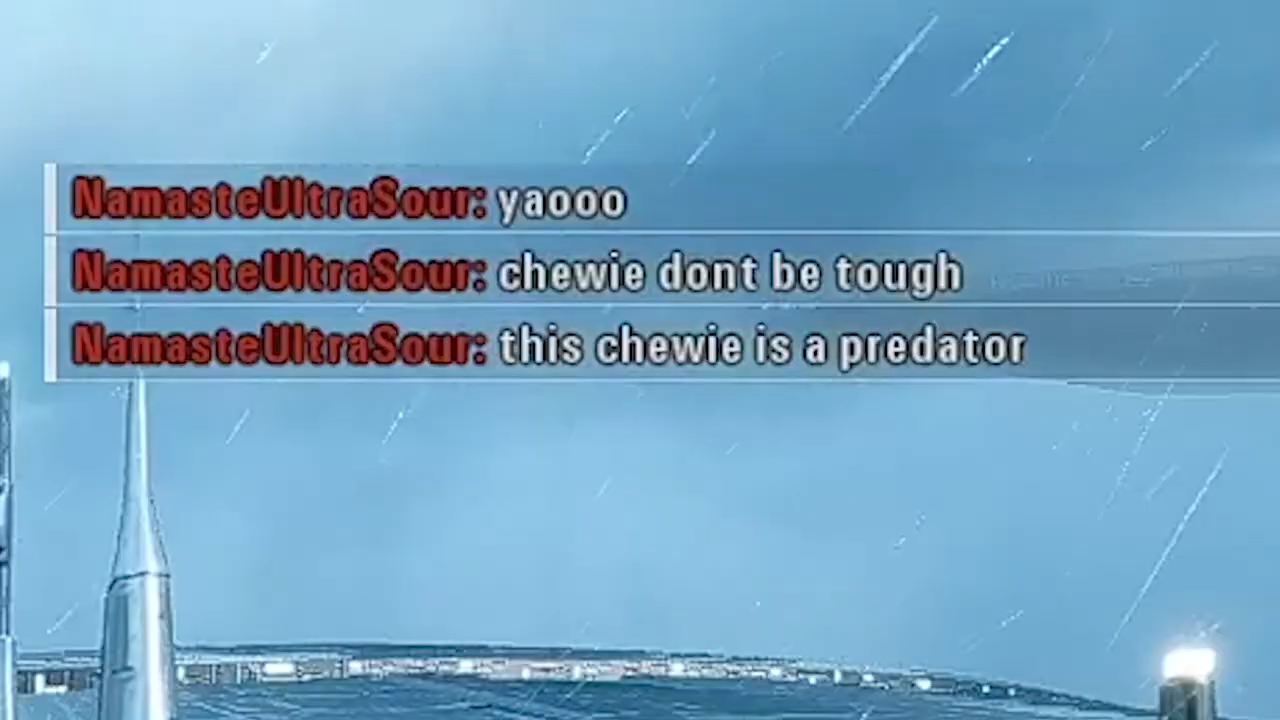 NamasteUltraSour: yaooo
NamasteUltraSour: chewie dont be tough
NamasteUltraSour: this chewie is a predator